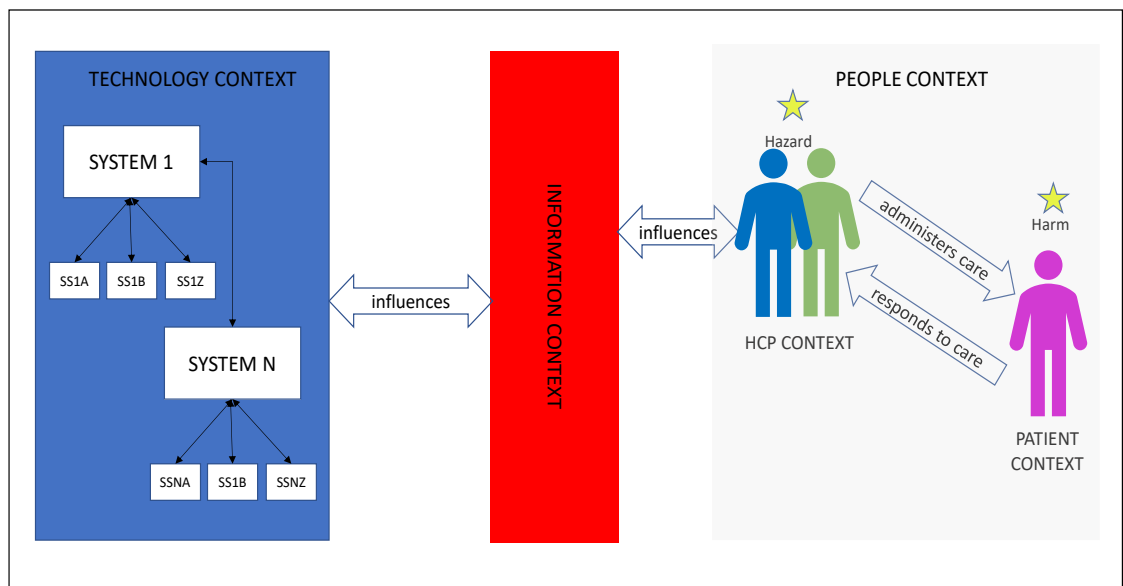 TECHNOLOGY CONTEXT
SYSTEM 1
SS1A
SS1B
SS1Z
SYSTEM N
SSNA
SS1B
SSNZ
influences
INFORMATION CONTEXT
influences
PEOPLE CONTEXT
Hazard
HCP CONTEXT
administers care
responds to care
Harm
PATIENT
CONTEXT